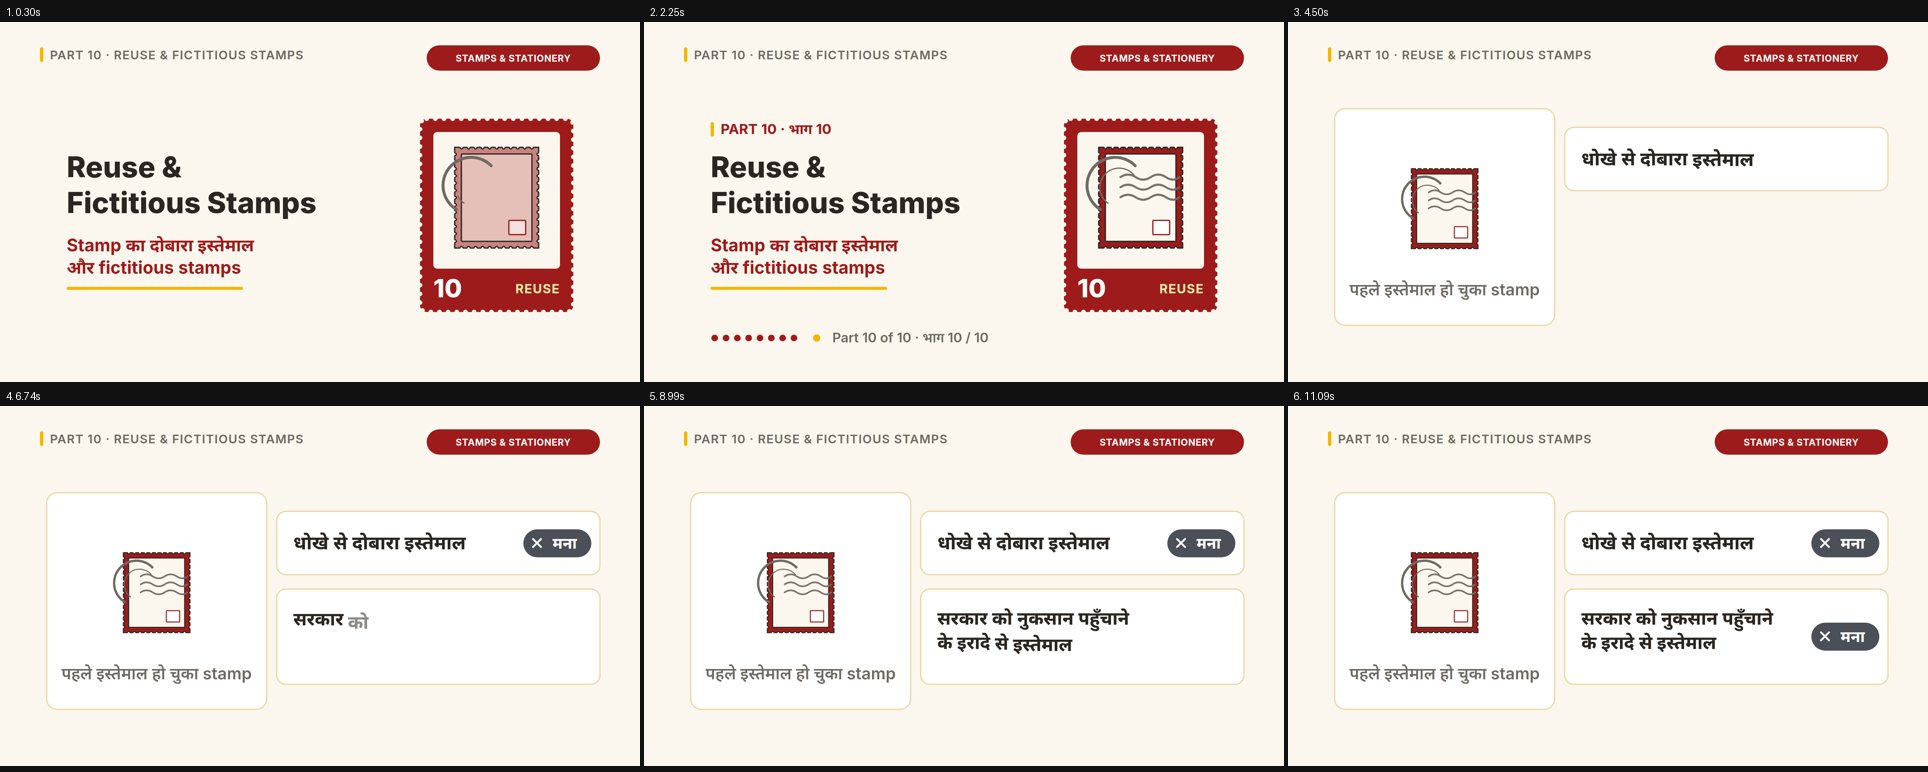 1. 0.30s
PART 10 · REUSE & FICTITIOUS STAMPS
STAMPS & STATIONERY
Reuse &
Fictitious Stamps
Stamp का दोबारा इस्तेमाल
और fictitious stamps
10 REUSE
2. 2.25s
PART 10 · REUSE & FICTITIOUS STAMPS
STAMPS & STATIONERY
PART 10 · भाग 10
Reuse &
Fictitious Stamps
Stamp का दोबारा इस्तेमाल
और fictitious stamps
10 REUSE
Part 10 of 10 · भाग 10 / 10
3. 4.50s
PART 10 · REUSE & FICTITIOUS STAMPS
STAMPS & STATIONERY
पहले इस्तेमाल हो चुका stamp
धोखे से दोबारा इस्तेमाल
4. 6.74s
PART 10 · REUSE & FICTITIOUS STAMPS
STAMPS & STATIONERY
पहले इस्तेमाल हो चुका stamp
धोखे से दोबारा इस्तेमाल
✕ मना
सरकार को
5. 8.99s
PART 10 · REUSE & FICTITIOUS STAMPS
STAMPS & STATIONERY
पहले इस्तेमाल हो चुका stamp
धोखे से दोबारा इस्तेमाल
✕ मना
सरकार को नुकसान पहुँचाने
के इरादे से इस्तेमाल
6. 11.09s
PART 10 · REUSE & FICTITIOUS STAMPS
STAMPS & STATIONERY
पहले इस्तेमाल हो चुका stamp
धोखे से दोबारा इस्तेमाल
✕ मना
सरकार को नुकसान पहुँचाने
के इरादे से इस्तेमाल
✕ मना